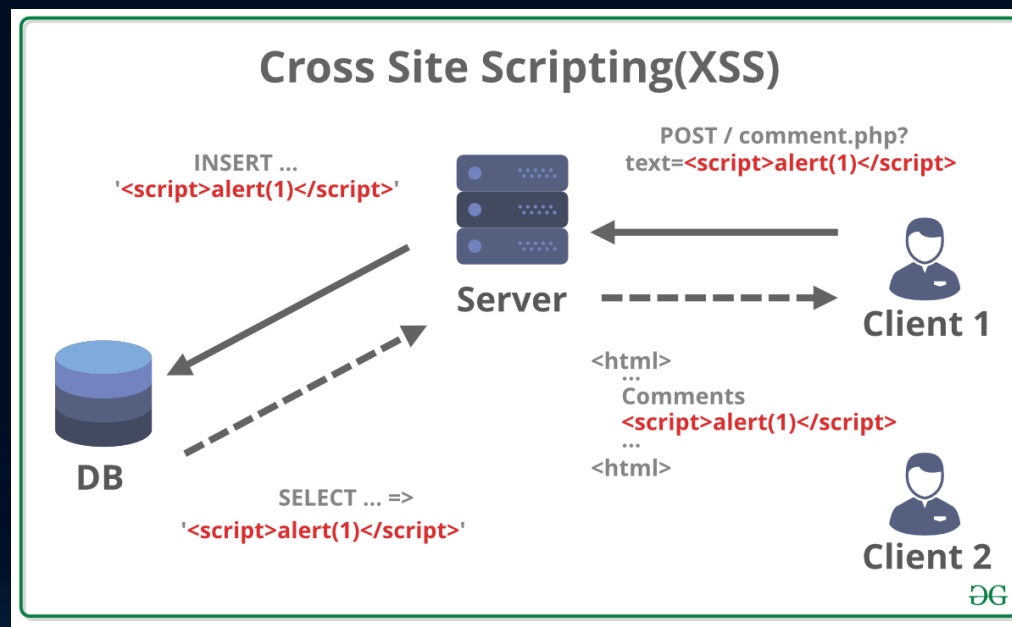 Cross Site Scripting(XSS)
INSERT ...
'<script>alert(1)</script>'
POST / comment.php?
text=<script>alert(1)</script>
Server
Client 1
<html>
...
Comments
<script>alert(1)</script>
...
<html>
DB
SELECT ... =>
'<script>alert(1)</script>'
Client 2